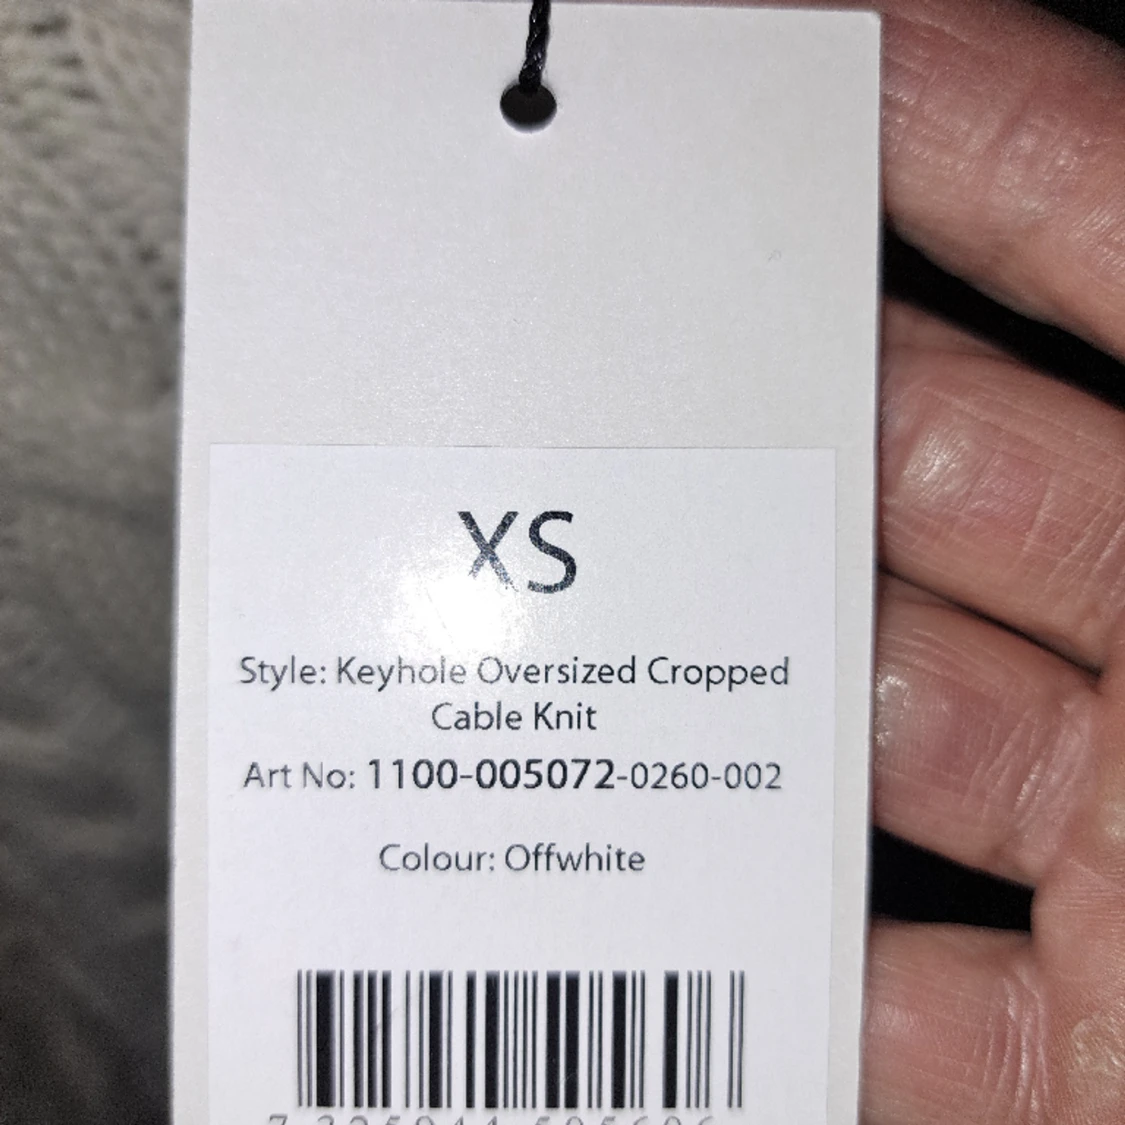 XS
Style: Keyhole Oversized Cropped
Cable Knit
Art No: 1100-005072-0260-002
Colour: Offwhite